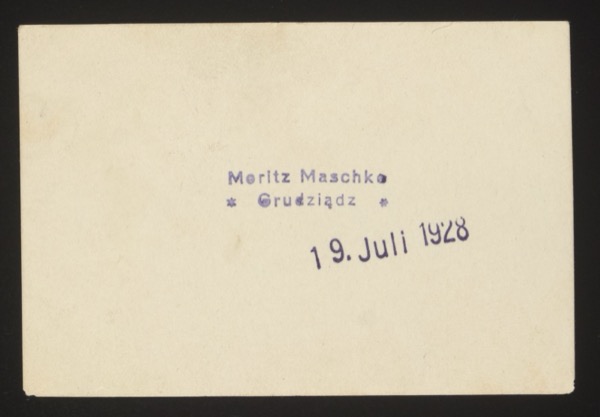 Moritz Maschke
* Grudziądz *
19. Juli 1928